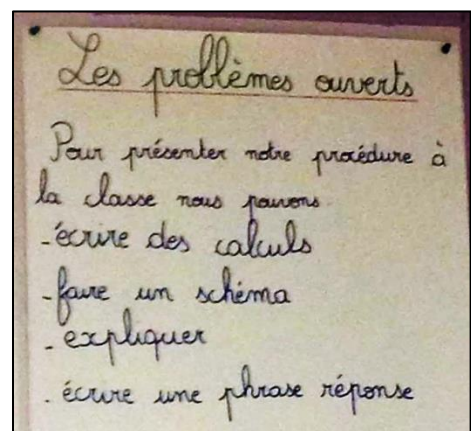 Les problèmes ouverts
Pour présenter notre procédure à
la classe nous pouvons
- écrire des calculs
- faire un schéma
- expliquer
- écrire une phrase réponse